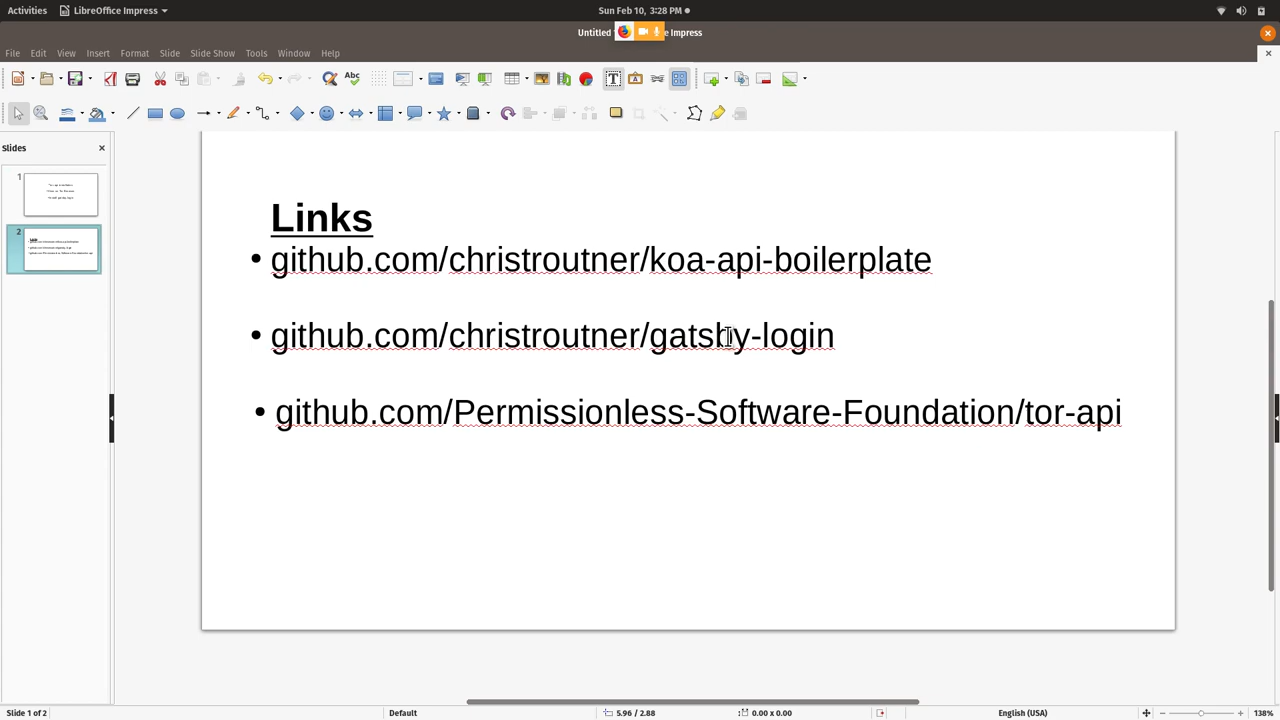 Activities LibreOffice Impress Sun Feb 10, 3:28 PM
Untitled e Impress
File Edit View Insert Format Slide Slide Show Tools Window Help
Slides
1
2
Links
• github.com/christroutner/koa-api-boilerplate
• github.com/christroutner/gatsby-login
• github.com/Permissionless-Software-Foundation/tor-api
Slide 1 of 2 Default 5.96 / 2.88 0.00 x 0.00 English (USA) 138%